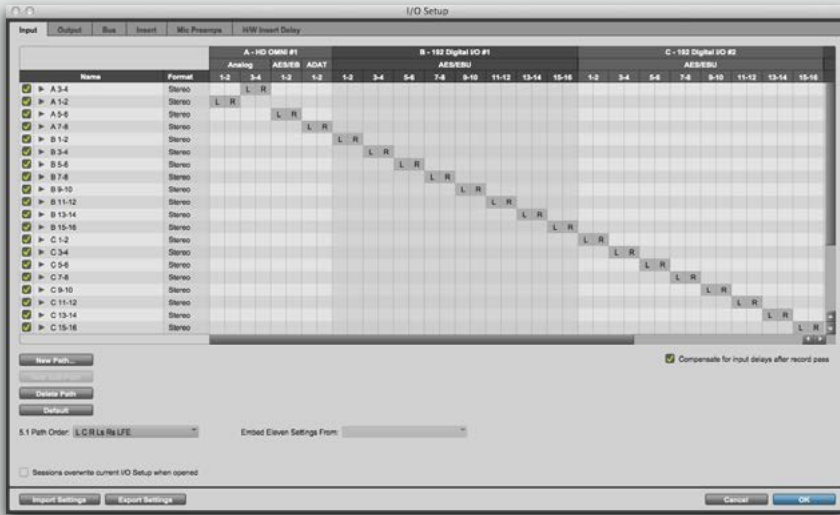 I/O Setup
Input Output Bus Insert Mic Preamps H/W Insert Delay
A - HD OMNI #1 B - 192 Digital I/O #1 C - 192 Digital I/O #2
Analog AES/EB ADAT AES/EBU AES/EBU
Name Format 1-2 3-4 1-2 1-2 1-2 3-4 5-6 7-8 9-10 11-12 13-14 15-16 1-2 3-4 5-6 7-8 9-10 11-12 13-14 15-16
A 3-4 Stereo L R
A 1-2 Stereo L R
A 5-6 Stereo L R
A 7-8 Stereo L R
B 1-2 Stereo L R
B 3-4 Stereo L R
B 5-6 Stereo L R
B 7-8 Stereo L R
B 9-10 Stereo L R
B 11-12 Stereo L R
B 13-14 Stereo L R
B 15-16 Stereo L R
C 1-2 Stereo L R
C 3-4 Stereo L R
C 5-6 Stereo L R
C 7-8 Stereo L R
C 9-10 Stereo L R
C 11-12 Stereo L R
C 13-14 Stereo L R
C 15-16 Stereo L R
New Path... Compensate for input delays after record pass
Delete Path
Default
5.1 Path Order: L C R Ls Rs LFE Embed Eleven Settings From:
Sessions overwrite current I/O Setup when opened
Import Settings Export Settings Cancel OK